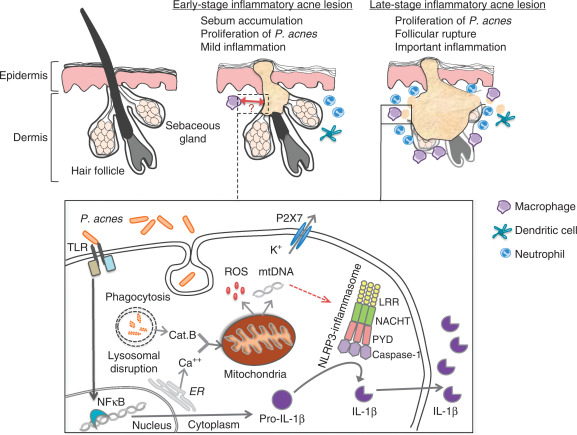 Early-stage inflammatory acne lesion
Sebum accumulation
Proliferation of P. acnes
Mild inflammation
Late-stage inflammatory acne lesion
Proliferation of P. acnes
Follicular rupture
Important inflammation
Epidermis
Dermis
Sebaceous
gland
Hair follicle
?
Macrophage
Dendritic cell
Neutrophil
P. acnes
TLR
P2X7
K+
ROS
mtDNA
Phagocytosis
Lysosomal
disruption
Cat.B
Ca++
ER
Mitochondria
NLRP3-inflammasome
LRR
NACHT
PYD
Caspase-1
NFκB
Nucleus
Cytoplasm
Pro-IL-1β
IL-1β
IL-1β